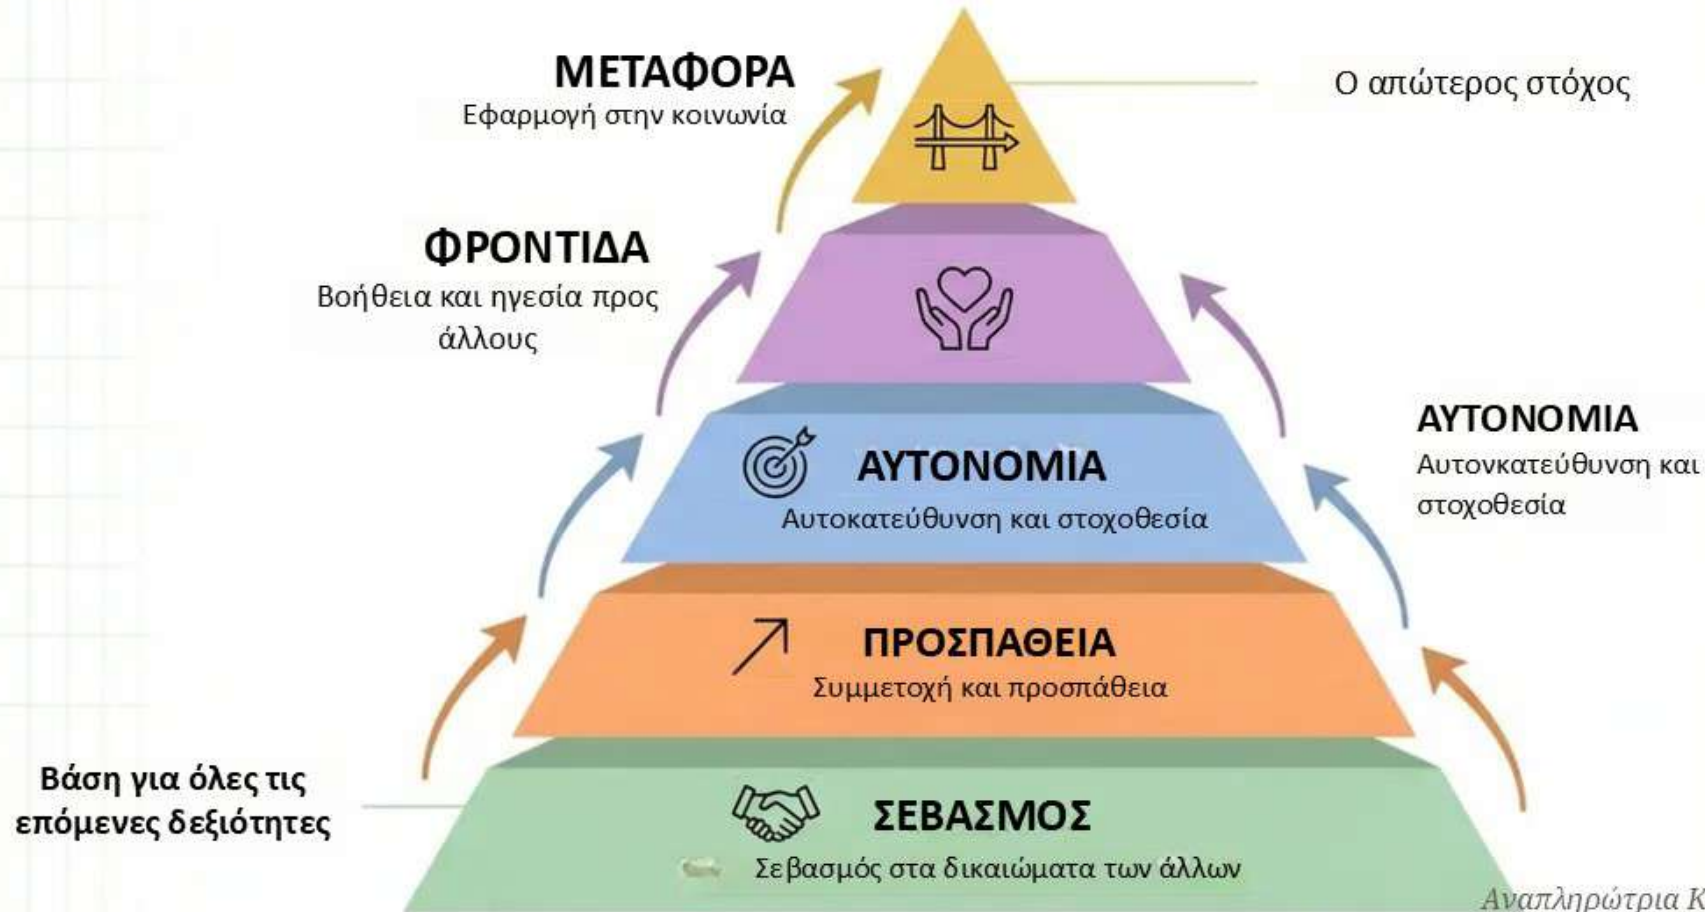 ΜΕΤΑΦΟΡΑ
Εφαρμογή στην κοινωνία
Ο απώτερος στόχος
ΦΡΟΝΤΙΔΑ
Βοήθεια και ηγεσία προς
άλλους
ΑΥΤΟΝΟΜΙΑ
Αυτονκατεύθυνση και
στοχοθεσία
ΑΥΤΟΝΟΜΙΑ
Αυτοκατεύθυνση και στοχοθεσία
ΠΡΟΣΠΑΘΕΙΑ
Συμμετοχή και προσπάθεια
Βάση για όλες τις
επόμενες δεξιότητες
ΣΕΒΑΣΜΟΣ
Σεβασμός στα δικαιώματα των άλλων
Αναπληρώτρια Κ